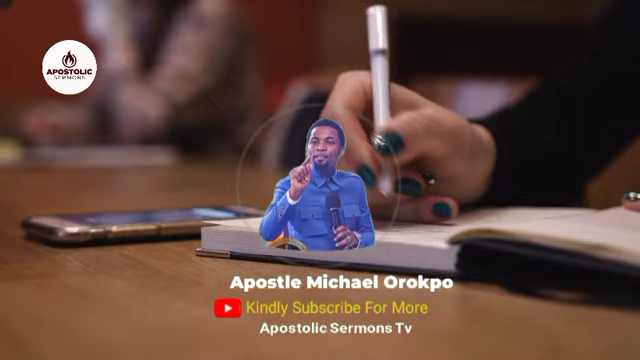 APOSTOLIC
SERMONS
Apostle Michael Orokpo
Kindly Subscribe For More
Apostolic Sermons Tv